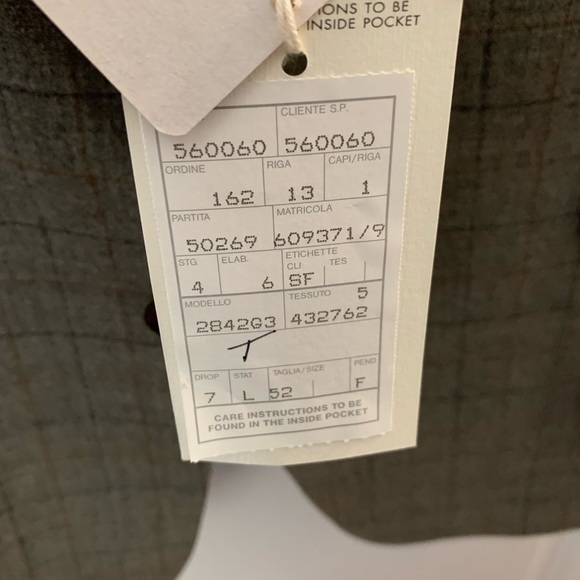 IONS TO BE
INSIDE POCKET
CLIENTE S.P.
560060 560060
ORDINE RIGA CAPI/RIGA
162 13 1
PARTITA MATRICOLA
50269 609371/9
STG ELAB. ETICHETTE
CLI TES
4 6 SF
MODELLO TESSUTO 5
2842G3 432762
T
DROP STAT TAGLIA/SIZE PEND
7 L 52 F
CARE INSTRUCTIONS TO BE
FOUND IN THE INSIDE POCKET